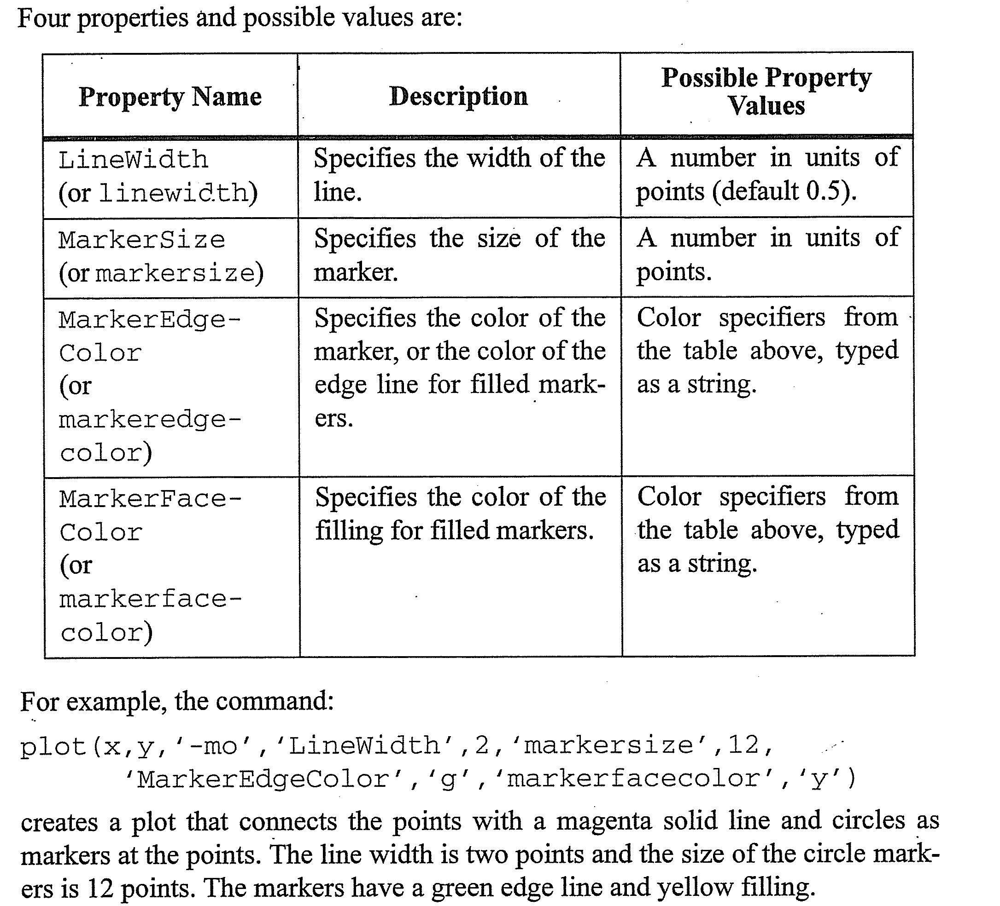 Four properties and possible values are:
Property Name
Description
Possible Property
Values
LineWidth
(or linewidth)
Specifies the width of the
line.
A number in units of
points (default 0.5).
MarkerSize
(or markersize)
Specifies the size of the
marker.
A number in units of
points.
MarkerEdge-
Color
(or
markeredge-
color)
Specifies the color of the
marker, or the color of the
edge line for filled mark-
ers.
Color specifiers from
the table above, typed
as a string.
MarkerFace-
Color
(or
markerface-
color)
Specifies the color of the
filling for filled markers.
Color specifiers from
the table above, typed
as a string.
For example, the command:
plot(x,y,‘-mo’,‘LineWidth’,2,‘markersize’,12,
‘MarkerEdgeColor’,‘g’,‘markerfacecolor’,‘y’)
creates a plot that connects the points with a magenta solid line and circles as
markers at the points. The line width is two points and the size of the circle mark-
ers is 12 points. The markers have a green edge line and yellow filling.